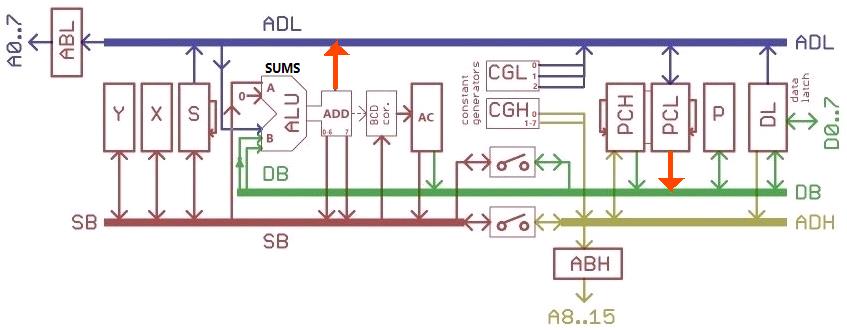 ADL
A0..7
ABL
ADL
SUMS
CGL
0
1
2
data
latch
Y
X
S
0
A
B
ALU
ADD
0-6
7
BCD
cor.
AC
constant
generators
CGH
0
1-7
PCH
PCL
P
DL
D0..7
DB
DB
SB
SB
ADH
ABH
A8..15